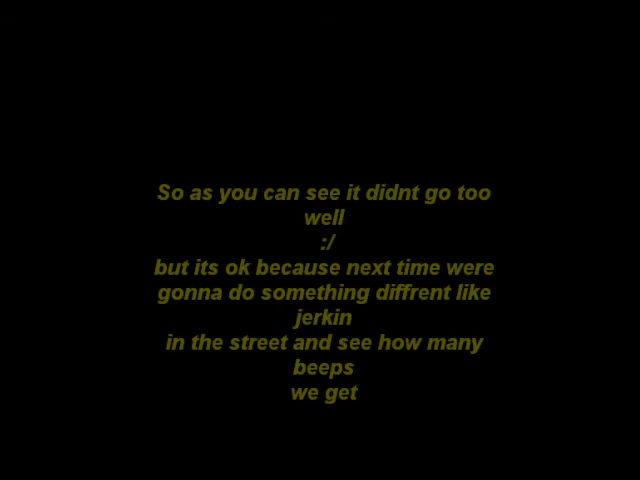 So as you can see it didnt go too
well
:/
but its ok because next time were
gonna do something diffrent like
jerkin
in the street and see how many
beeps
we get